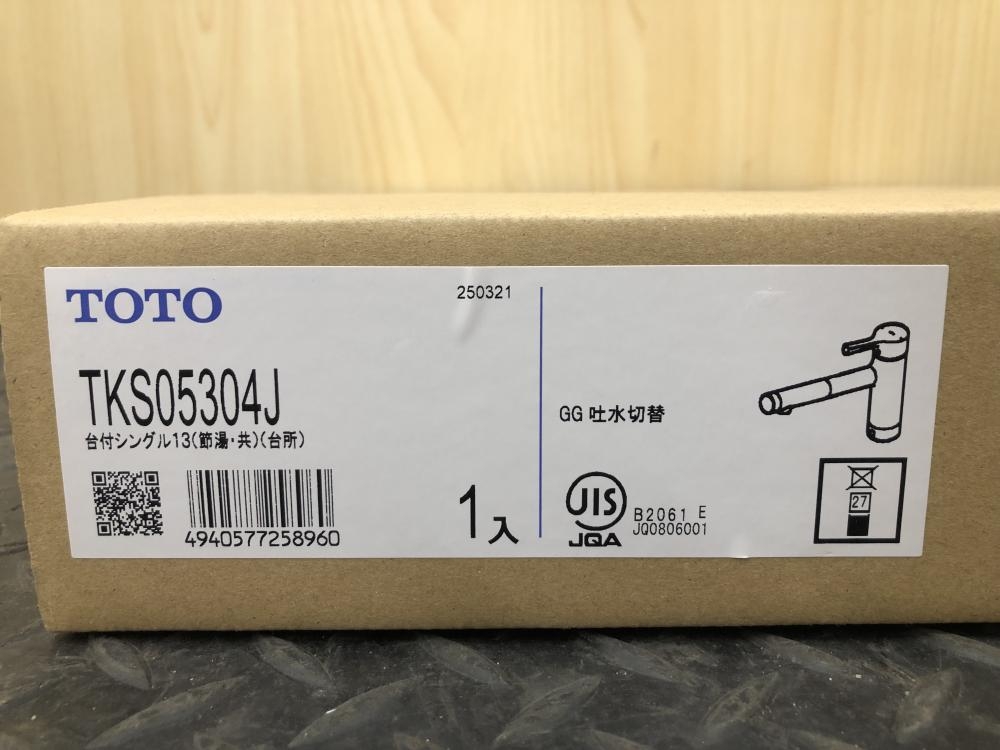 TOTO
250321
TKS05304J
台付シングル13(節湯・共)(台所)
4940577258960
1入
GG 吐水切替
JIS
JQA
B2061 E
JQ0806001
27